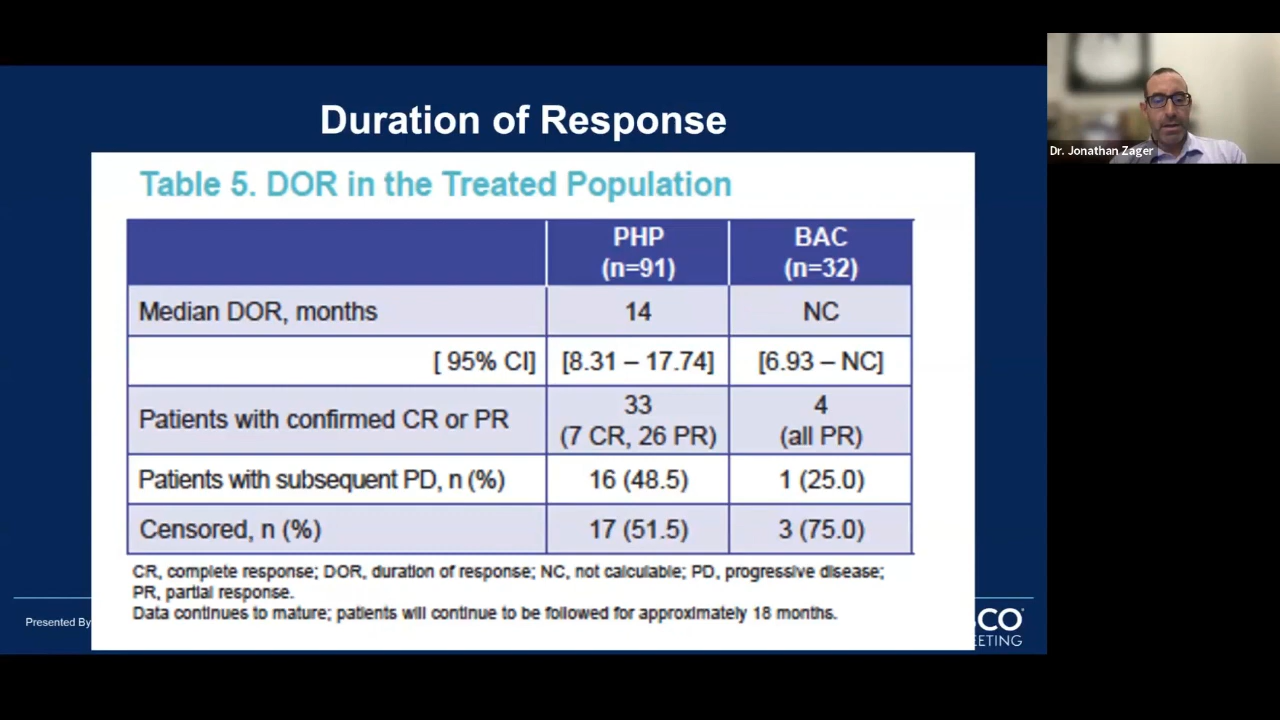 Duration of Response
Dr. Jonathan Zager
Table 5. DOR in the Treated Population
PHP BAC
(n=91) (n=32)
Median DOR, months 14 NC
[ 95% CI] [8.31 – 17.74] [6.93 – NC]
Patients with confirmed CR or PR 33 4
(7 CR, 26 PR) (all PR)
Patients with subsequent PD, n (%) 16 (48.5) 1 (25.0)
Censored, n (%) 17 (51.5) 3 (75.0)
CR, complete response; DOR, duration of response; NC, not calculable; PD, progressive disease;
PR, partial response.
Data continues to mature; patients will continue to be followed for approximately 18 months.
Presented By